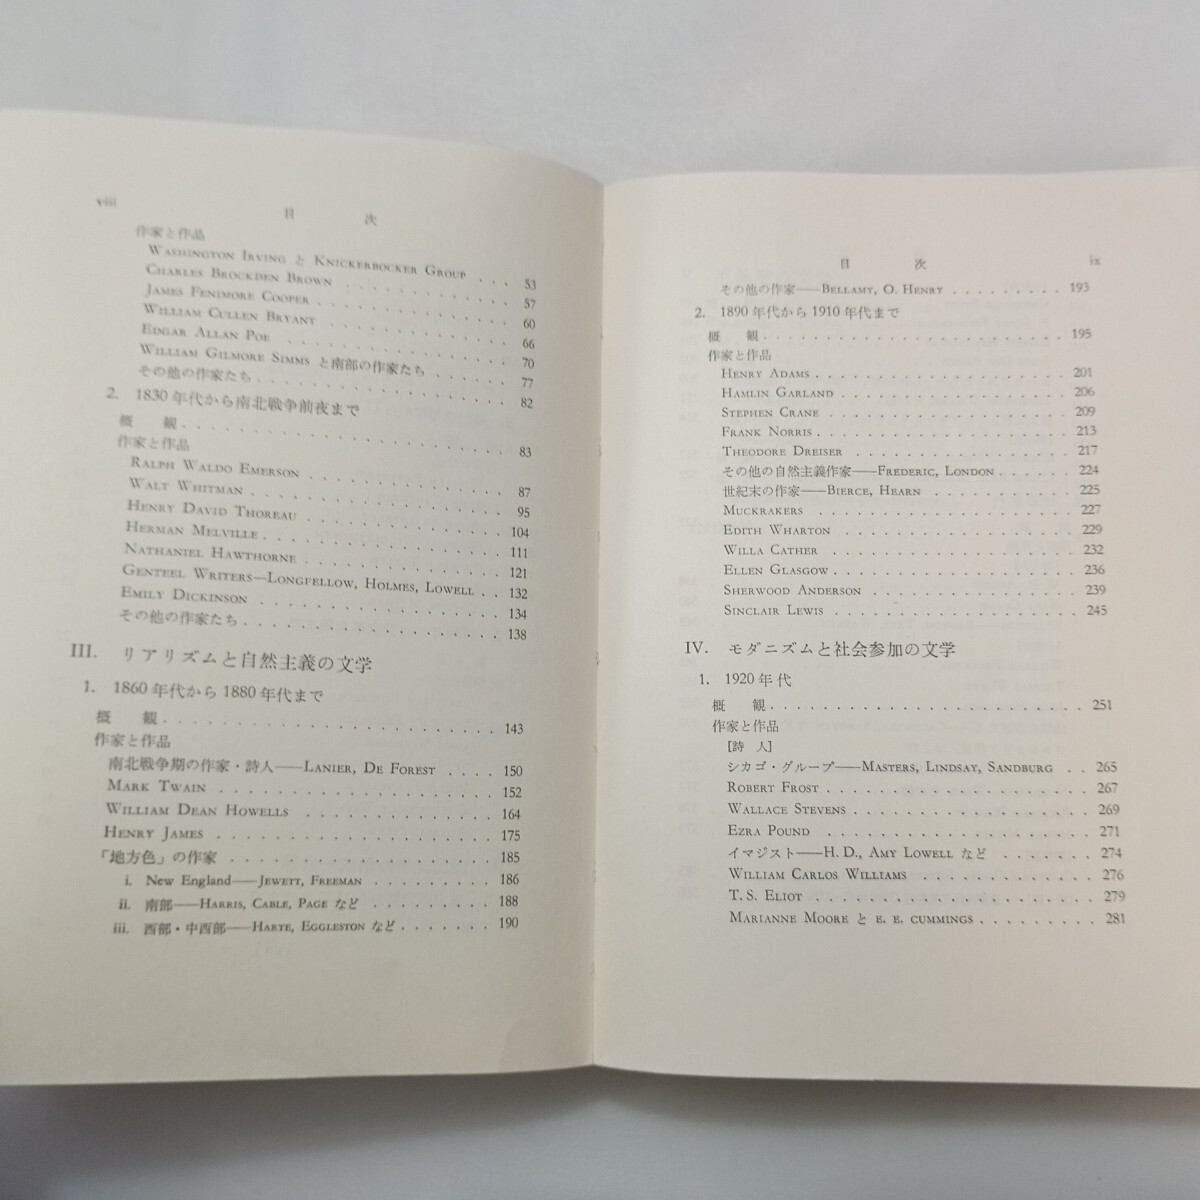 viii
目次
作家と作品
WASHINGTON IRVING と KNICKERBOCKER GROUP . . . 53
CHARLES BROCKDEN BROWN . . . . . . . . . . . . 57
JAMES FENIMORE COOPER . . . . . . . . . . . . 60
WILLIAM CULLEN BRYANT . . . . . . . . . . . . 66
EDGAR ALLAN POE . . . . . . . . . . . . 70
WILLIAM GILMORE SIMMS と南部の作家たち . . . . . . 77
その他の作家たち . . . . . . . . . . . . 82
2. 1830年代から南北戦争前夜まで
概観 . . . . . . . . . . . . 83
作家と作品
RALPH WALDO EMERSON . . . . . . . . . . . . 87
WALT WHITMAN . . . . . . . . . . . . 95
HENRY DAVID THOREAU . . . . . . . . . . . . 104
HERMAN MELVILLE . . . . . . . . . . . . 111
NATHANIEL HAWTHORNE . . . . . . . . . . . . 121
GENTEEL WRITERS—LONGFELLOW, HOLMES, LOWELL . . 132
EMILY DICKINSON . . . . . . . . . . . . 134
その他の作家たち . . . . . . . . . . . . 138
III. リアリズムと自然主義の文学
1. 1860年代から1880年代まで
概観 . . . . . . . . . . . . 143
作家と作品
南北戦争期の作家・詩人——LANIER, DE FOREST . . . . 150
MARK TWAIN . . . . . . . . . . . . 152
WILLIAM DEAN HOWELLS . . . . . . . . . . . . 164
HENRY JAMES . . . . . . . . . . . . 175
「地方色」の作家 . . . . . . . . . . . . 185
i. New England——JEWETT, FREEMAN . . . . . . . . 186
ii. 南部——HARRIS, CABLE, PAGE など . . . . . . . . 188
iii. 西部・中西部——HARTE, EGGLESTON など . . . . . . . 190
目次
ix
その他の作家——BELLAMY, O. HENRY . . . . . . . . . 193
2. 1890年代から1910年代まで
概観 . . . . . . . . . . . . 195
作家と作品
HENRY ADAMS . . . . . . . . . . . . 201
HAMLIN GARLAND . . . . . . . . . . . . 206
STEPHEN CRANE . . . . . . . . . . . . 209
FRANK NORRIS . . . . . . . . . . . . 213
THEODORE DREISER . . . . . . . . . . . . 217
その他の自然主義作家——FREDERIC, LONDON . . . . . . 224
世紀末の作家——BIERCE, HEARN . . . . . . . . . . . 225
MUCKRAKERS . . . . . . . . . . . . 227
EDITH WHARTON . . . . . . . . . . . . 229
WILLA CATHER . . . . . . . . . . . . 232
ELLEN GLASGOW . . . . . . . . . . . . 236
SHERWOOD ANDERSON . . . . . . . . . . . . 239
SINCLAIR LEWIS . . . . . . . . . . . . 245
IV. モダニズムと社会参加の文学
1. 1920年代
概観 . . . . . . . . . . . . 251
作家と作品
[詩人]
シカゴ・グループ——MASTERS, LINDSAY, SANDBURG . . 265
ROBERT FROST . . . . . . . . . . . . 267
WALLACE STEVENS . . . . . . . . . . . . 269
EZRA POUND . . . . . . . . . . . . 271
イマジスト——H. D., AMY LOWELL など . . . . . . . 274
WILLIAM CARLOS WILLIAMS . . . . . . . . . . . . 276
T. S. ELIOT . . . . . . . . . . . . 279
MARIANNE MOORE と E. E. CUMMINGS . . . . . . . . . 281